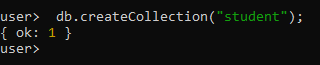 user>  db.createCollection("student");
{ ok: 1 }
user>